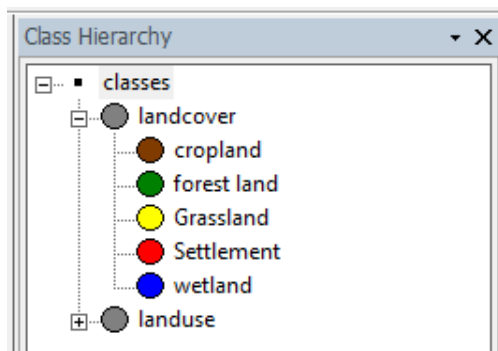 Class Hierarchy
classes
landcover
cropland
forest land
Grassland
Settlement
wetland
landuse